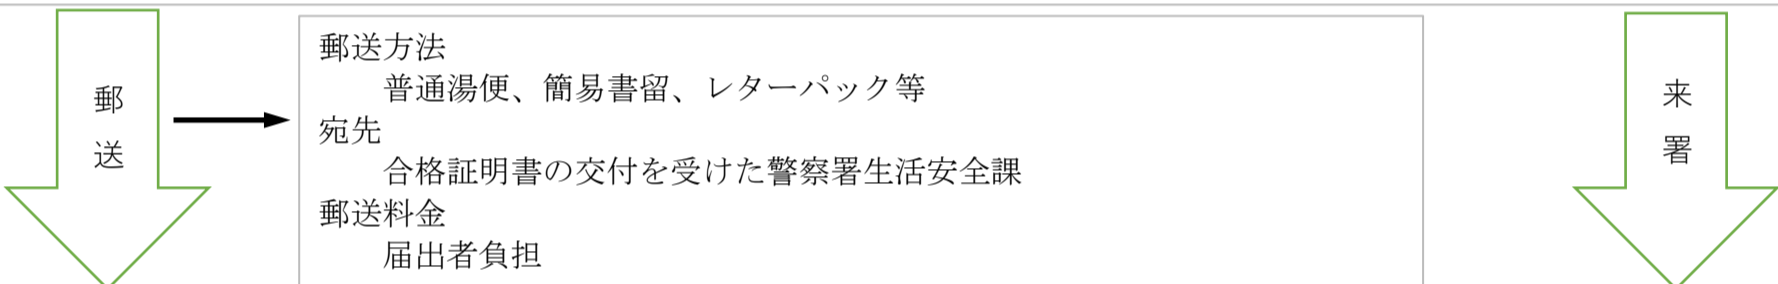 郵送
郵送方法
普通湯便、簡易書留、レターパック等
宛先
合格証明書の交付を受けた警察署生活安全課
郵送料金
届出者負担
来署